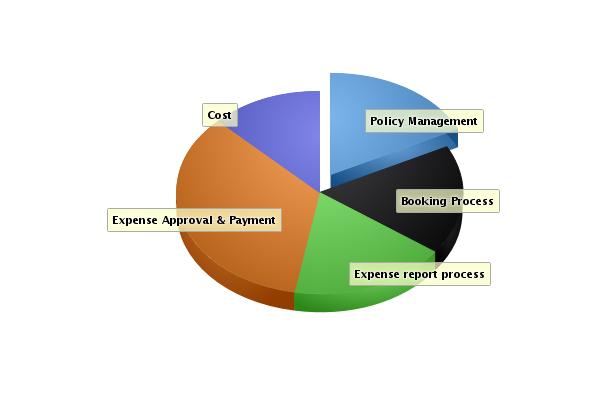 Cost
Policy Management
Booking Process
Expense Approval & Payment
Expense report process